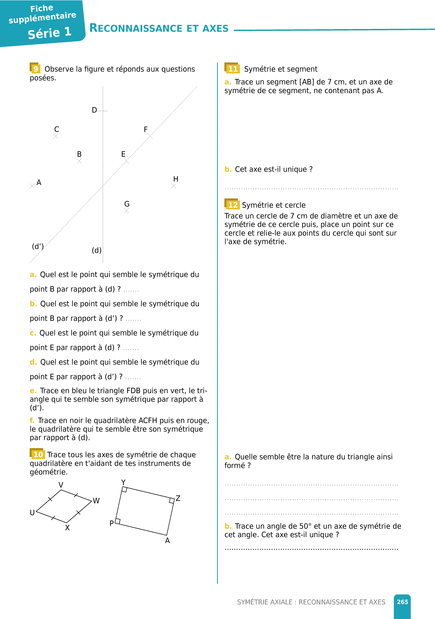 Fiche
supplémentaire
Série 1
RECONNAISSANCE ET AXES
9 Observe la figure et réponds aux questions
posées.
D
C
F
B
E
A
H
G
(d')
(d)
a. Quel est le point qui semble le symétrique du
point B par rapport à (d) ? .......
b. Quel est le point qui semble le symétrique du
point B par rapport à (d') ? .......
c. Quel est le point qui semble le symétrique du
point E par rapport à (d) ? .......
d. Quel est le point qui semble le symétrique du
point E par rapport à (d') ? .......
e. Trace en bleu le triangle FDB puis en vert, le tri-
angle qui te semble son symétrique par rapport à
(d').
f. Trace en noir le quadrilatère ACFH puis en rouge,
le quadrilatère qui te semble être son symétrique
par rapport à (d).
10 Trace tous les axes de symétrie de chaque
quadrilatère en t'aidant de tes instruments de
géométrie.
V
U
W
X
Y
Z
P
A
11 Symétrie et segment
a. Trace un segment [AB] de 7 cm, et un axe de
symétrie de ce segment, ne contenant pas A.
b. Cet axe est-il unique ?
12 Symétrie et cercle
Trace un cercle de 7 cm de diamètre et un axe de
symétrie de ce cercle puis, place un point sur ce
cercle et relie-le aux points du cercle qui sont sur
l'axe de symétrie.
a. Quelle semble être la nature du triangle ainsi
formé ?
b. Trace un angle de 50° et un axe de symétrie de
cet angle. Cet axe est-il unique ?
SYMÉTRIE AXIALE : RECONNAISSANCE ET AXES 265